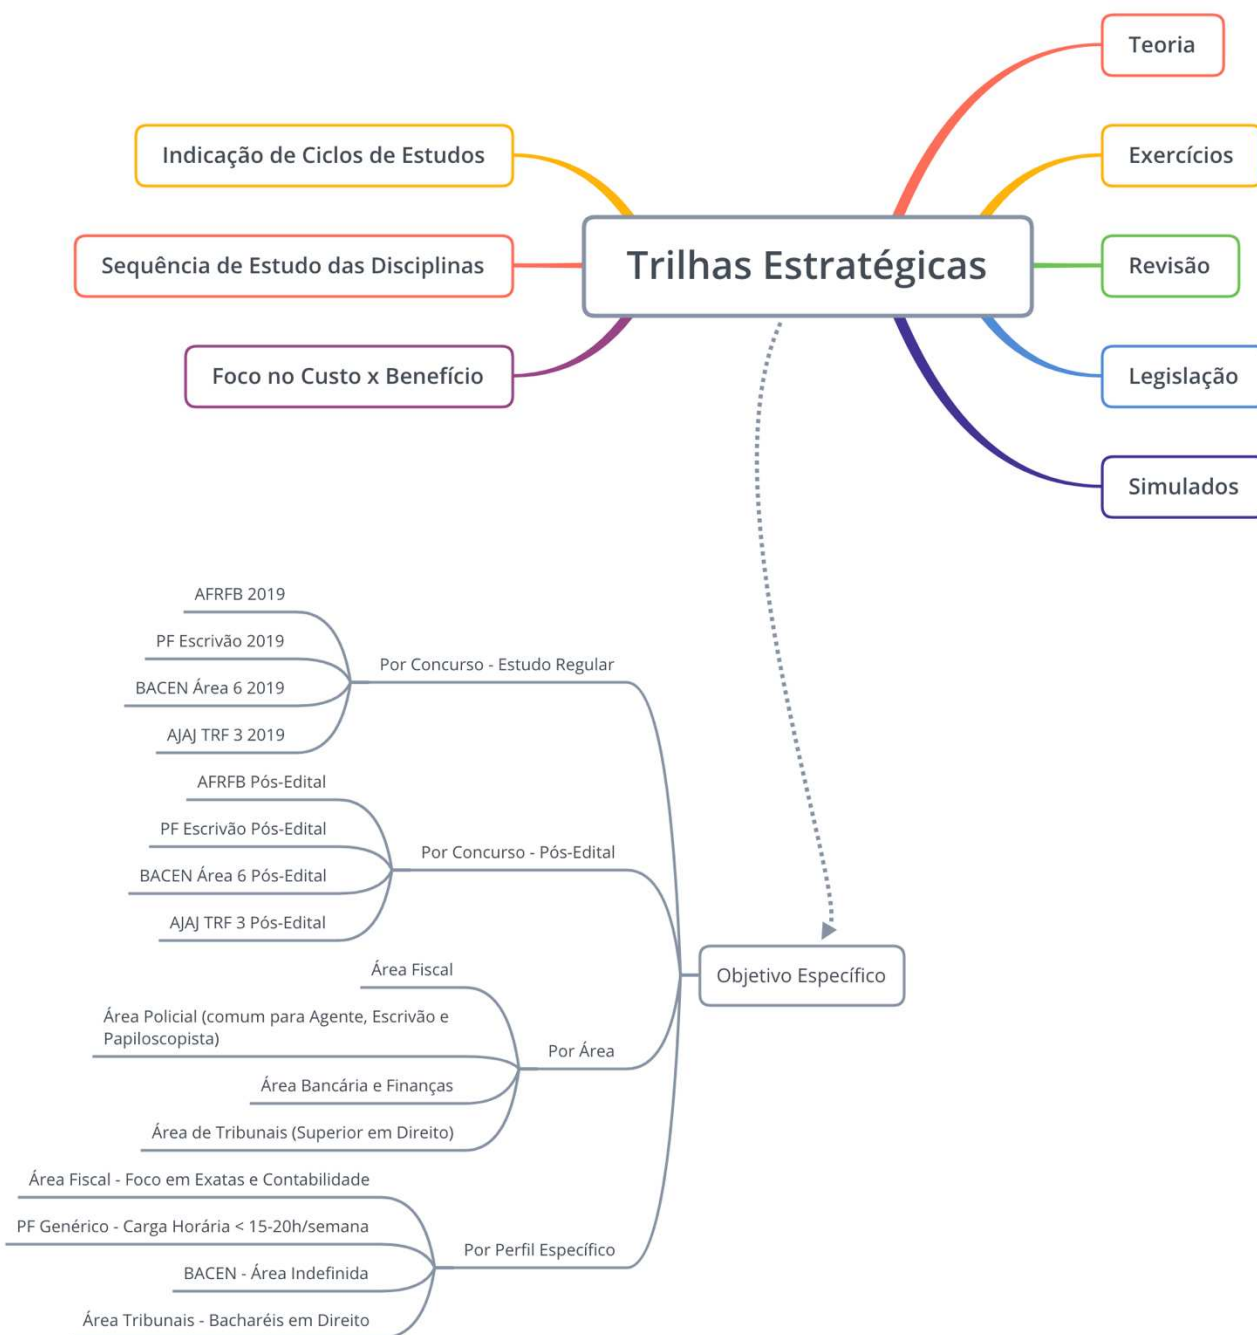 Trilhas Estratégicas
Indicação de Ciclos de Estudos
Sequência de Estudo das Disciplinas
Foco no Custo x Benefício
Teoria
Exercícios
Revisão
Legislação
Simulados
Objetivo Específico
Por Concurso - Estudo Regular
AFRFB 2019
PF Escrivão 2019
BACEN Área 6 2019
AJAJ TRF 3 2019
Por Concurso - Pós-Edital
AFRFB Pós-Edital
PF Escrivão Pós-Edital
BACEN Área 6 Pós-Edital
AJAJ TRF 3 Pós-Edital
Por Área
Área Fiscal
Área Policial (comum para Agente, Escrivão e
Papiloscopista)
Área Bancária e Finanças
Área de Tribunais (Superior em Direito)
Por Perfil Específico
Área Fiscal - Foco em Exatas e Contabilidade
PF Genérico - Carga Horária < 15-20h/semana
BACEN - Área Indefinida
Área Tribunais - Bacharéis em Direito